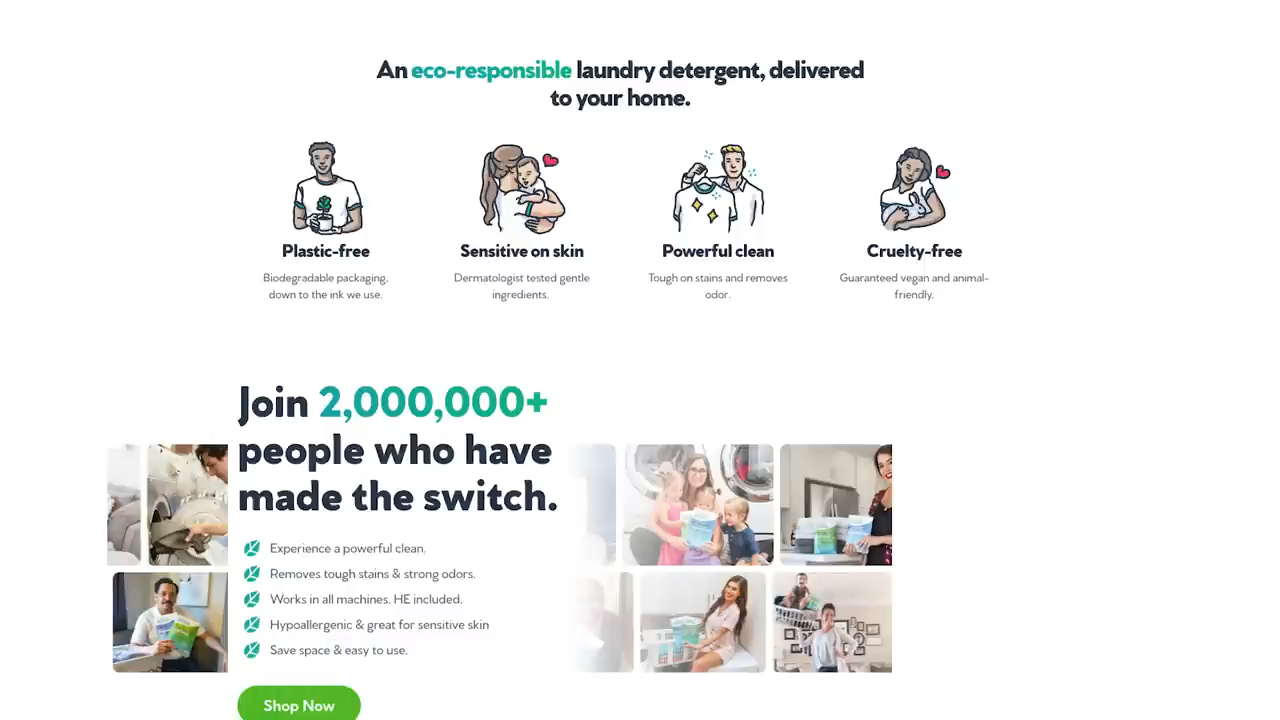 An eco-responsible laundry detergent, delivered
to your home.
Plastic-free
Biodegradable packaging,
down to the ink we use.
Sensitive on skin
Dermatologist tested gentle
ingredients.
Powerful clean
Tough on stains and removes
odor.
Cruelty-free
Guaranteed vegan and animal-
friendly.
Join 2,000,000+
people who have
made the switch.
Experience a powerful clean.
Removes tough stains & strong odors.
Works in all machines, HE included.
Hypoallergenic & great for sensitive skin
Save space & easy to use.
Shop Now